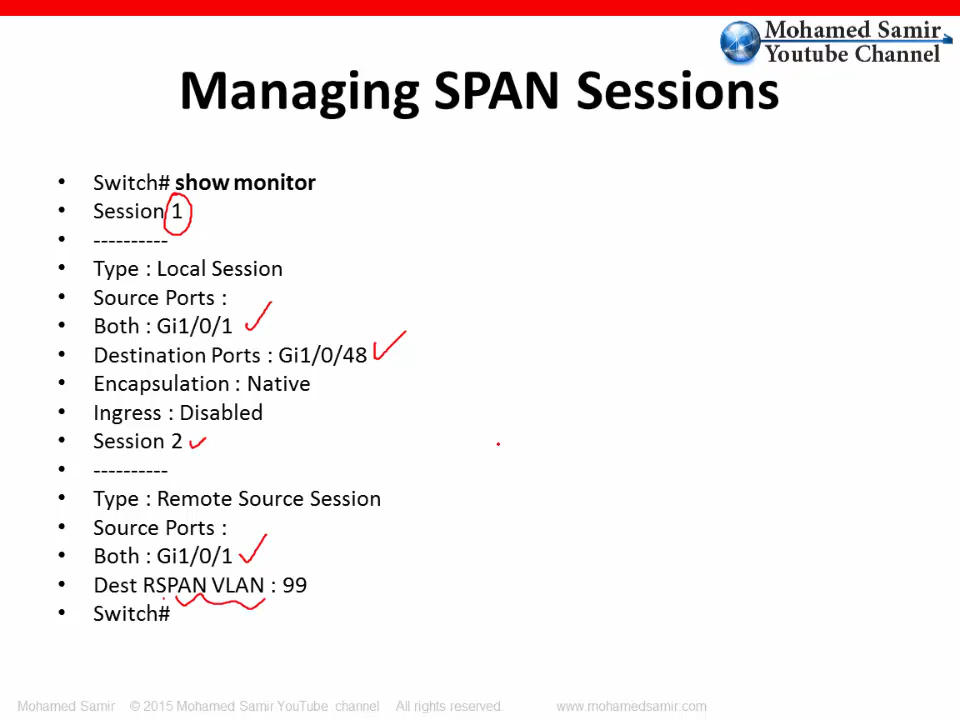 Mohamed Samir
Youtube Channel
Managing SPAN Sessions
• Switch# show monitor
• Session 1
• ----------
• Type : Local Session
• Source Ports :
• Both : Gi1/0/1
• Destination Ports : Gi1/0/48
• Encapsulation : Native
• Ingress : Disabled
• Session 2
• ----------
• Type : Remote Source Session
• Source Ports :
• Both : Gi1/0/1
• Dest RSPAN VLAN : 99
• Switch#
Mohamed Samir © 2015 Mohamed Samir YouTube channel All rights reserved. www.mohamedsamir.com